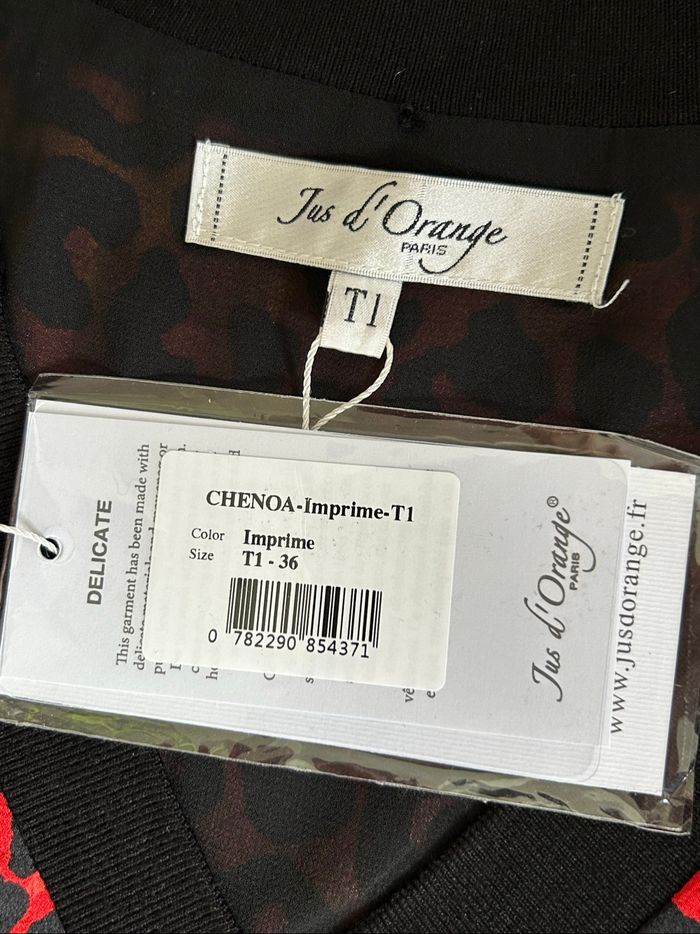 Jus d'Orange
PARIS
T1
DELICATE
This garment has been made with
CHENOA-Imprime-T1
Color Imprime
Size T1 - 36
0 782290 854371
Jus d'Orange®
PARIS
www.jusdorange.fr